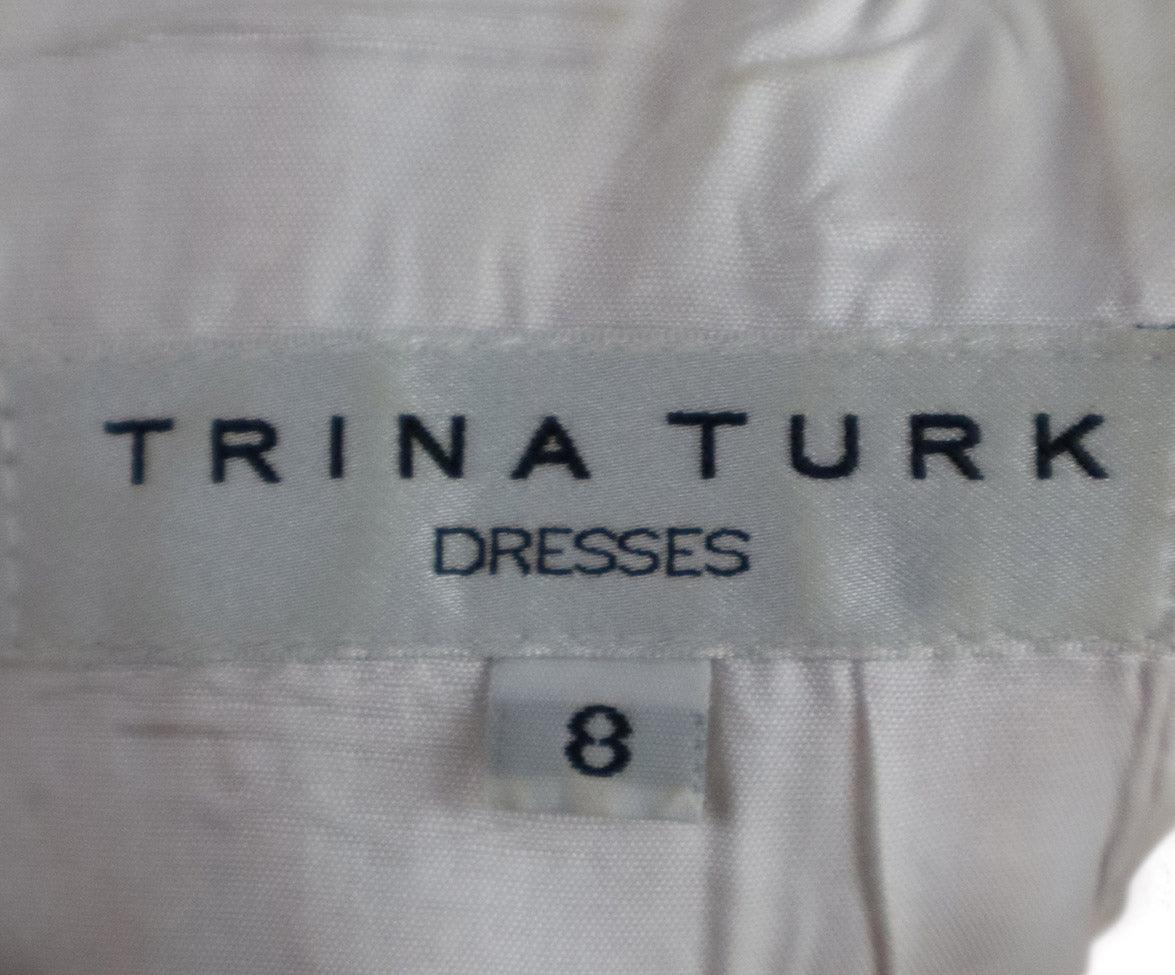 TRINA TURK
DRESSES
8